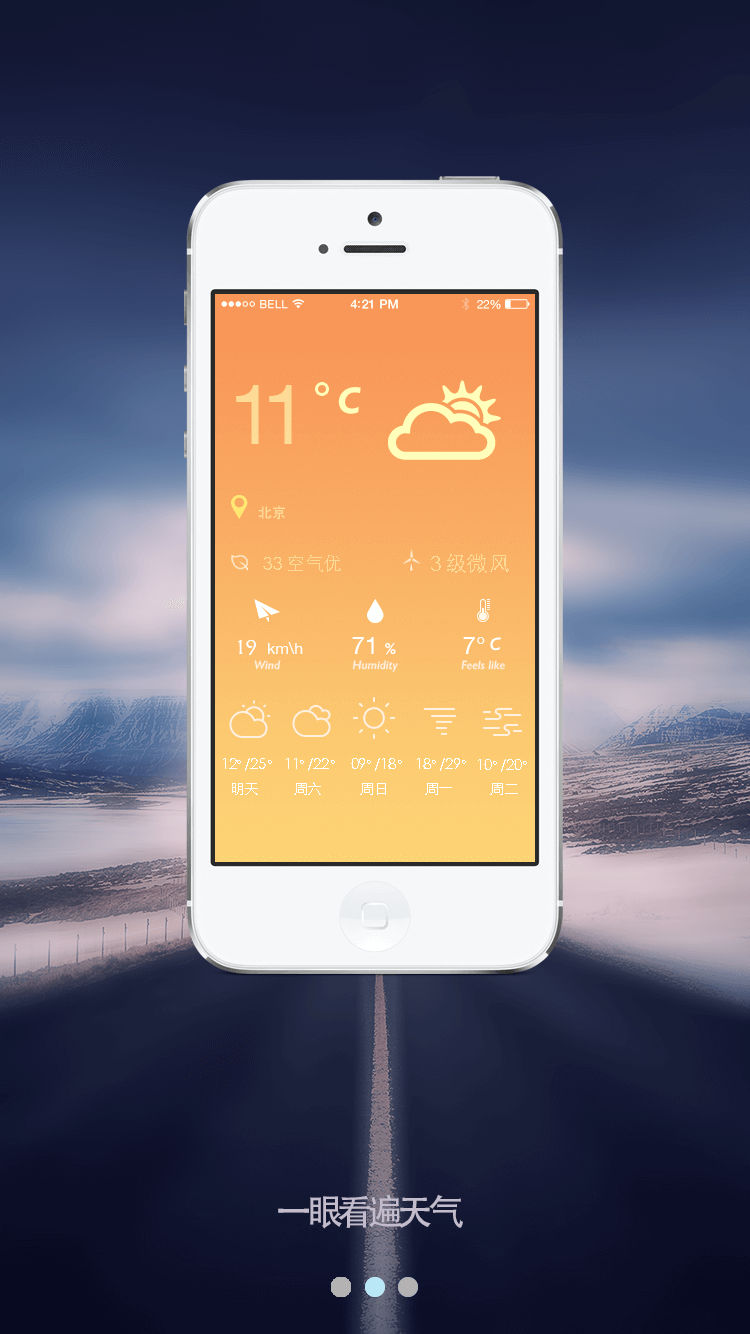 BELL 4:21 PM 22%
11 °C
北京
33 空气优 3 级微风
19 km\h 71 % 7° C
Wind Humidity Feels like
12°/25° 11°/22° 09°/18° 18°/29° 10°/20°
明天 周六 周日 周一 周二
一眼看遍天气